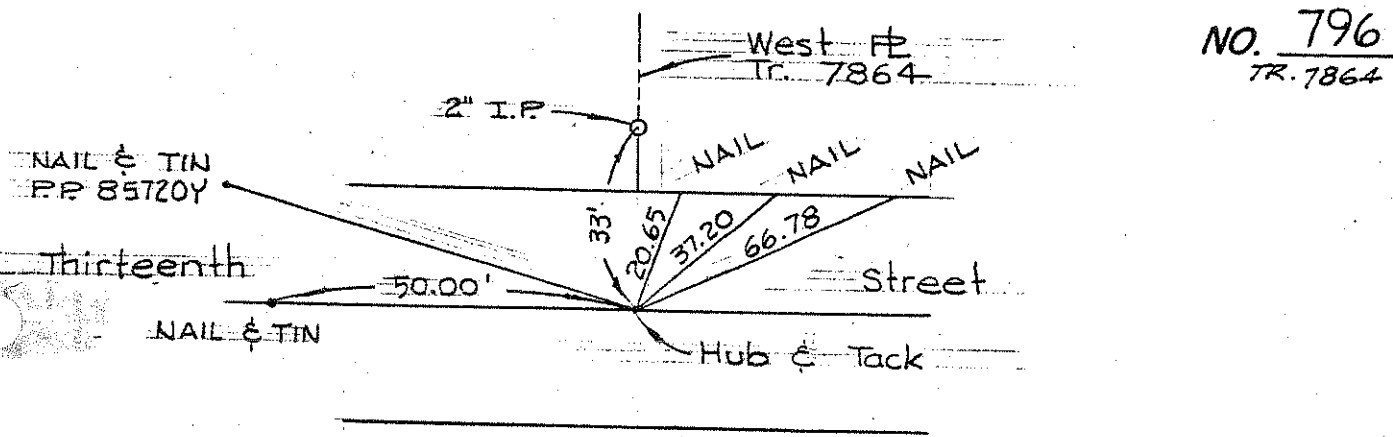 NO. 796
TR. 7864
West PL
Tr. 7864
2" I.P.
NAIL
NAIL
NAIL
NAIL & TIN
P.P. 85720Y
33'
20.65
37.20
66.78
Thirteenth
50.00'
Street
NAIL & TIN
Hub & Tack